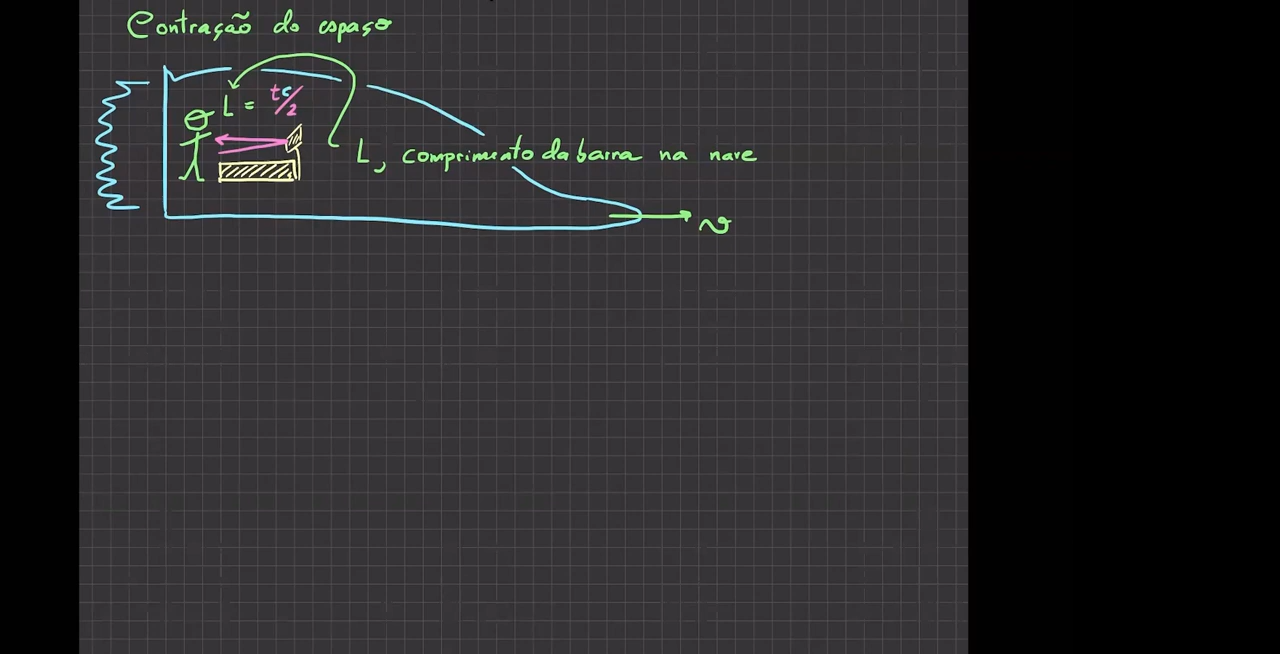 Contração do espaço
L = tc/2
L, comprimento da barra na nave
v